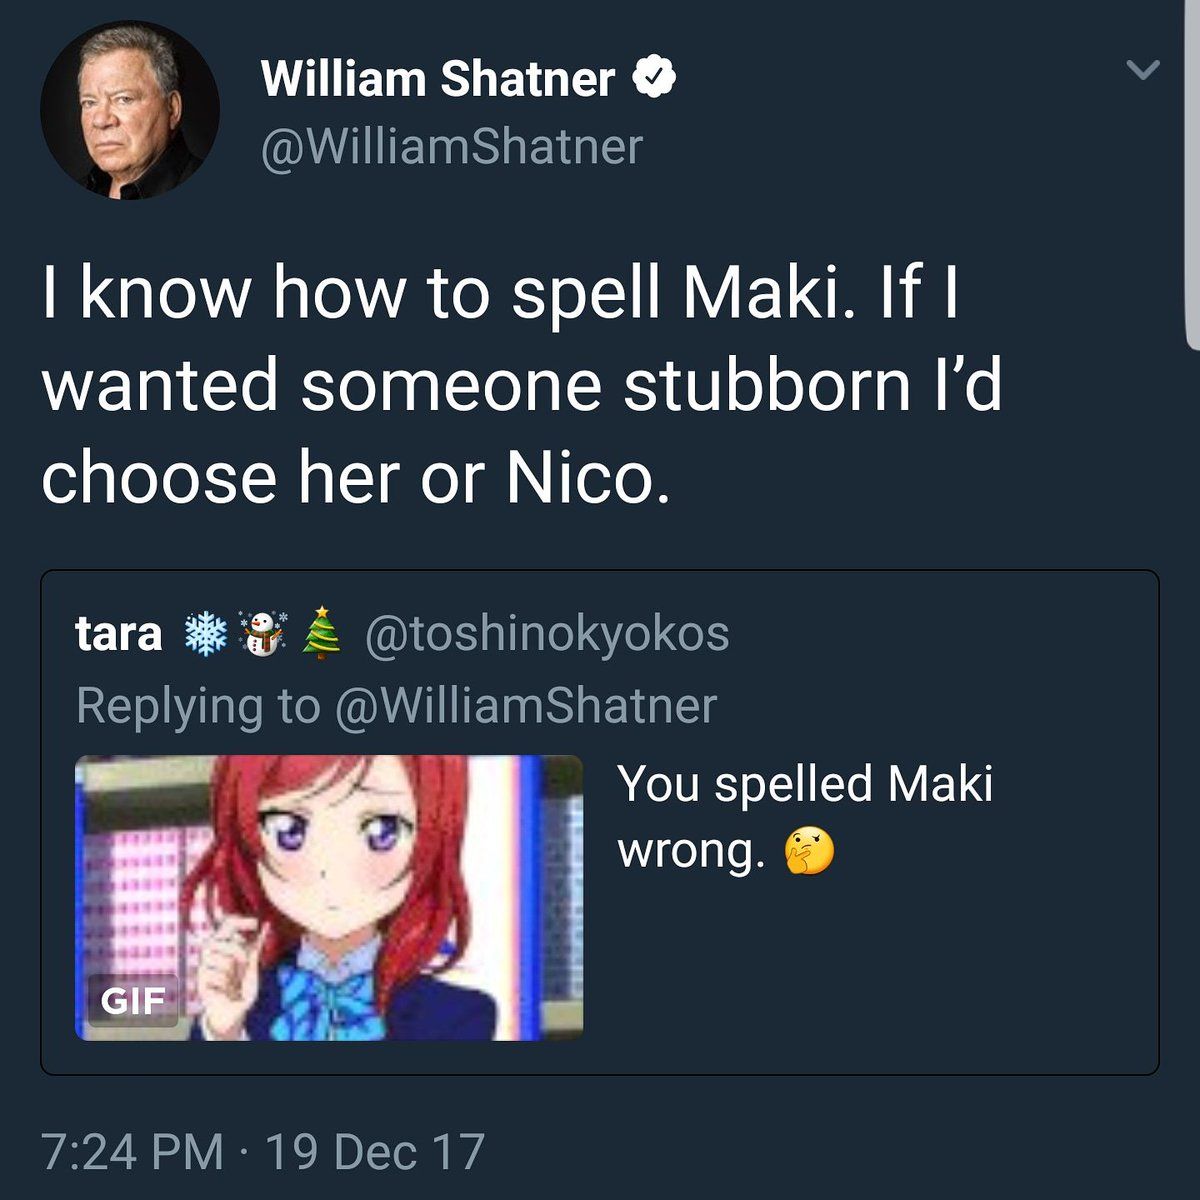 William Shatner
@WilliamShatner
I know how to spell Maki. If I
wanted someone stubborn I’d
choose her or Nico.
tara ❄️☃️🎄 @toshinokyokos
Replying to @WilliamShatner
You spelled Maki
wrong. 🤔
GIF
7:24 PM · 19 Dec 17